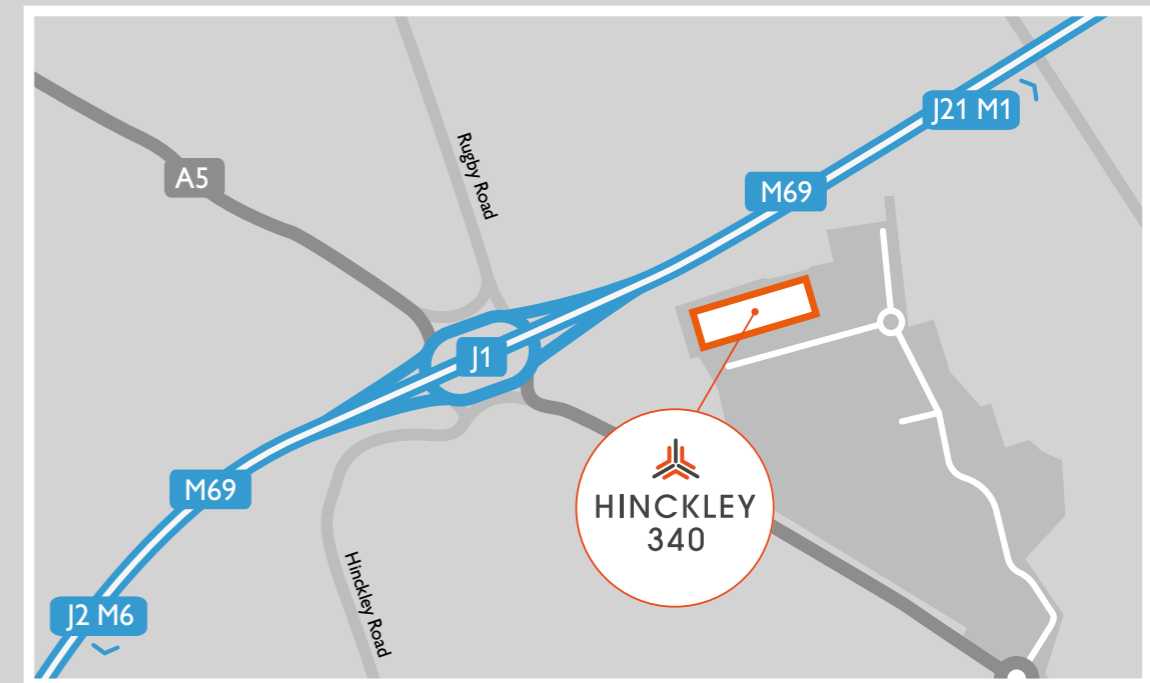 J21 M1
Rugby Road
A5
M69
J1
M69
HINCKLEY
340
Hinckley Road
J2 M6